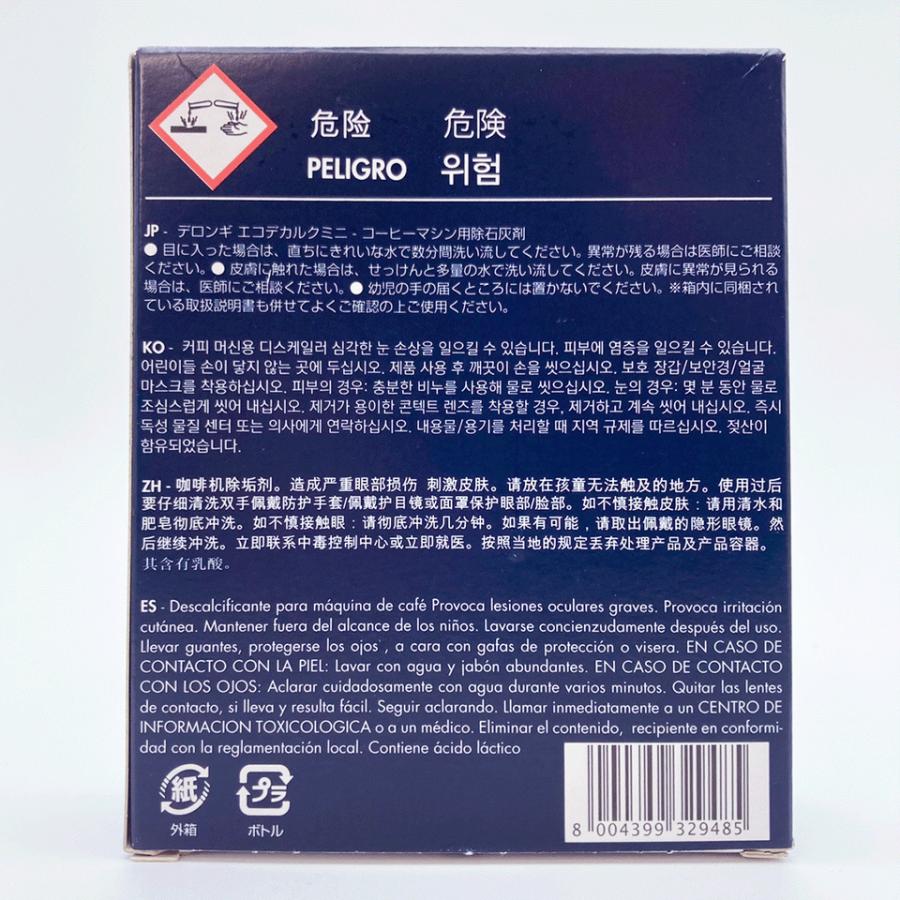 危险 危険
PELIGRO 위험
JP - デロンギ エコデカルクミニ - コーヒーマシン用除石灰剤
● 目に入った場合は、直ちにきれいな水で数分間洗い流してください。異常が残る場合は医師にご相談
ください。● 皮膚に触れた場合は、せっけんと多量の水で洗い流してください。皮膚に異常が見られる
場合は、医師にご相談ください。● 幼児の手の届くところには置かないでください。※箱内に同梱され
ている取扱説明書も併せてよくご確認の上ご使用ください。
KO - 커피 머신용 디스케일러 심각한 눈 손상을 일으킬 수 있습니다. 피부에 염증을 일으킬 수 있습니다.
어린이들 손이 닿지 않는 곳에 두십시오. 제품 사용 후 깨끗이 손을 씻으십시오. 보호 장갑/보안경/얼굴
마스크를 착용하십시오. 피부의 경우: 충분한 비누를 사용해 물로 씻으십시오. 눈의 경우: 몇 분 동안 물로
조심스럽게 씻어 내십시오. 제거가 용이한 콘텍트 렌즈를 착용할 경우, 제거하고 계속 씻어 내십시오. 즉시
독성 물질 센터 또는 의사에게 연락하십시오. 내용물/용기를 처리할 때 지역 규제를 따르십시오. 젖산이
함유되었습니다.
ZH - 咖啡机除垢剂。造成严重眼部损伤 刺激皮肤。请放在孩童无法触及的地方。使用过后
要仔细清洗双手佩戴防护手套/佩戴护目镜或面罩保护眼部/脸部。如不慎接触皮肤：请用清水和
肥皂彻底冲洗。如不慎接触眼：请彻底冲洗几分钟。如果有可能，请取出佩戴的隐形眼镜。然
后继续冲洗。立即联系中毒控制中心或立即就医。按照当地的规定丢弃处理产品及产品容器。
其含有乳酸。
ES - Descalcificante para máquina de café Provoca lesiones oculares graves. Provoca irritación
cutánea. Mantener fuera del alcance de los niños. Lavarse concienzudamente después del uso.
Llevar guantes, protegerse los ojos , a cara con gafas de protección o visera. EN CASO DE
CONTACTO CON LA PIEL: Lavar con agua y jabón abundantes. EN CASO DE CONTACTO
CON LOS OJOS: Aclarar cuidadosamente con agua durante varios minutos. Quitar las lentes
de contacto, si lleva y resulta fácil. Seguir aclarando. Llamar inmediatamente a un CENTRO DE
INFORMACION TOXICOLOGICA o a un médico. Eliminar el contenido, recipiente en conformi-
dad con la reglamentación local. Contiene ácido láctico
紙 プラ
外箱 ボトル
8 004399 329485